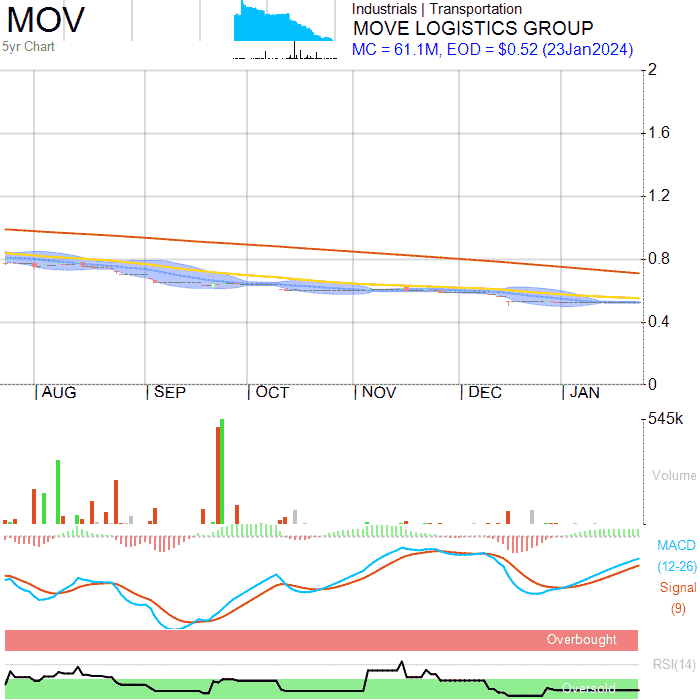 MOV
5yr Chart
Industrials | Transportation
MOVE LOGISTICS GROUP
MC = 61.1M, EOD = $0.52 (23Jan2024)
2
1.6
1.2
0.8
0.4
0
| AUG | SEP | OCT | NOV | DEC | JAN
545k
Volume
MACD
(12-26)
Signal
(9)
Overbought
RSI(14)
Oversold